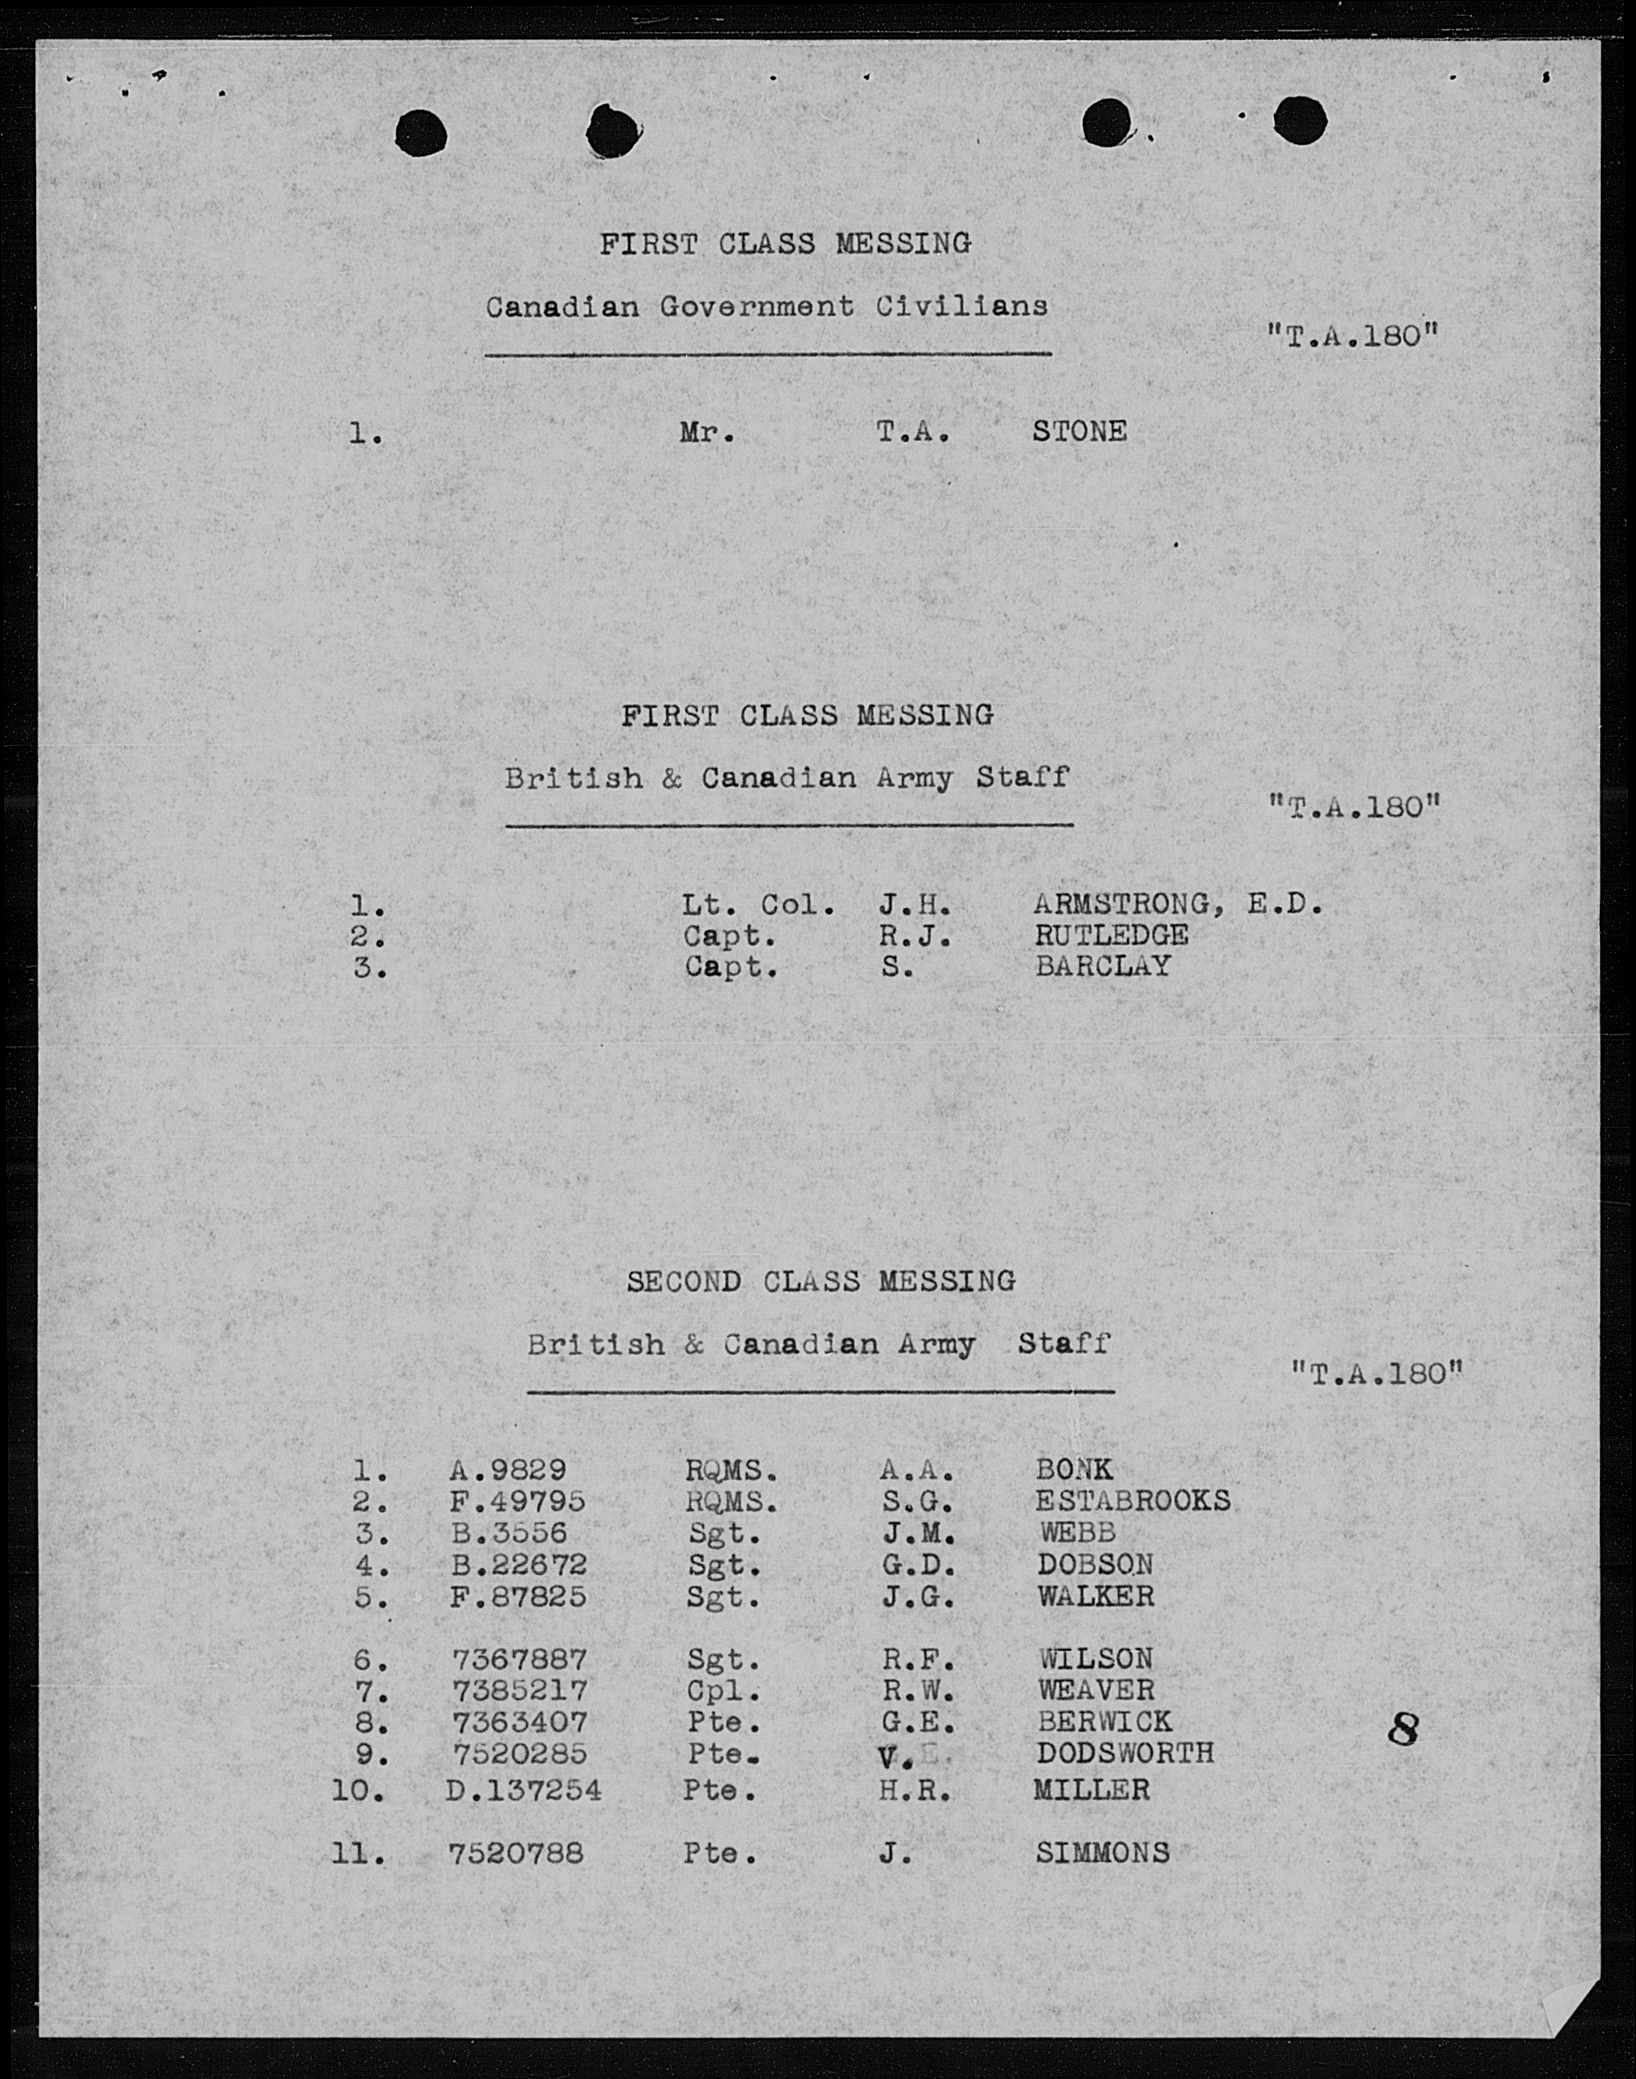 FIRST CLASS MESSING
Canadian Government Civilians
"T.A.180"
1. Mr. T.A. STONE
FIRST CLASS MESSING
British & Canadian Army Staff
"T.A.180"
1. Lt. Col. J.H. ARMSTRONG, E.D.
2. Capt. R.J. RUTLEDGE
3. Capt. S. BARCLAY
SECOND CLASS MESSING
British & Canadian Army Staff
"T.A.180"
1. A.9829 RQMS. A.A. BONK
2. F.49795 RQMS. S.G. ESTABROOKS
3. B.3556 Sgt. J.M. WEBB
4. B.22672 Sgt. G.D. DOBSON
5. F.87825 Sgt. J.G. WALKER
6. 7367887 Sgt. R.F. WILSON
7. 7385217 Cpl. R.W. WEAVER
8. 7363407 Pte. G.E. BERWICK
8
9. 7520285 Pte. V. DODSWORTH
10. D.137254 Pte. H.R. MILLER
11. 7520788 Pte. J. SIMMONS